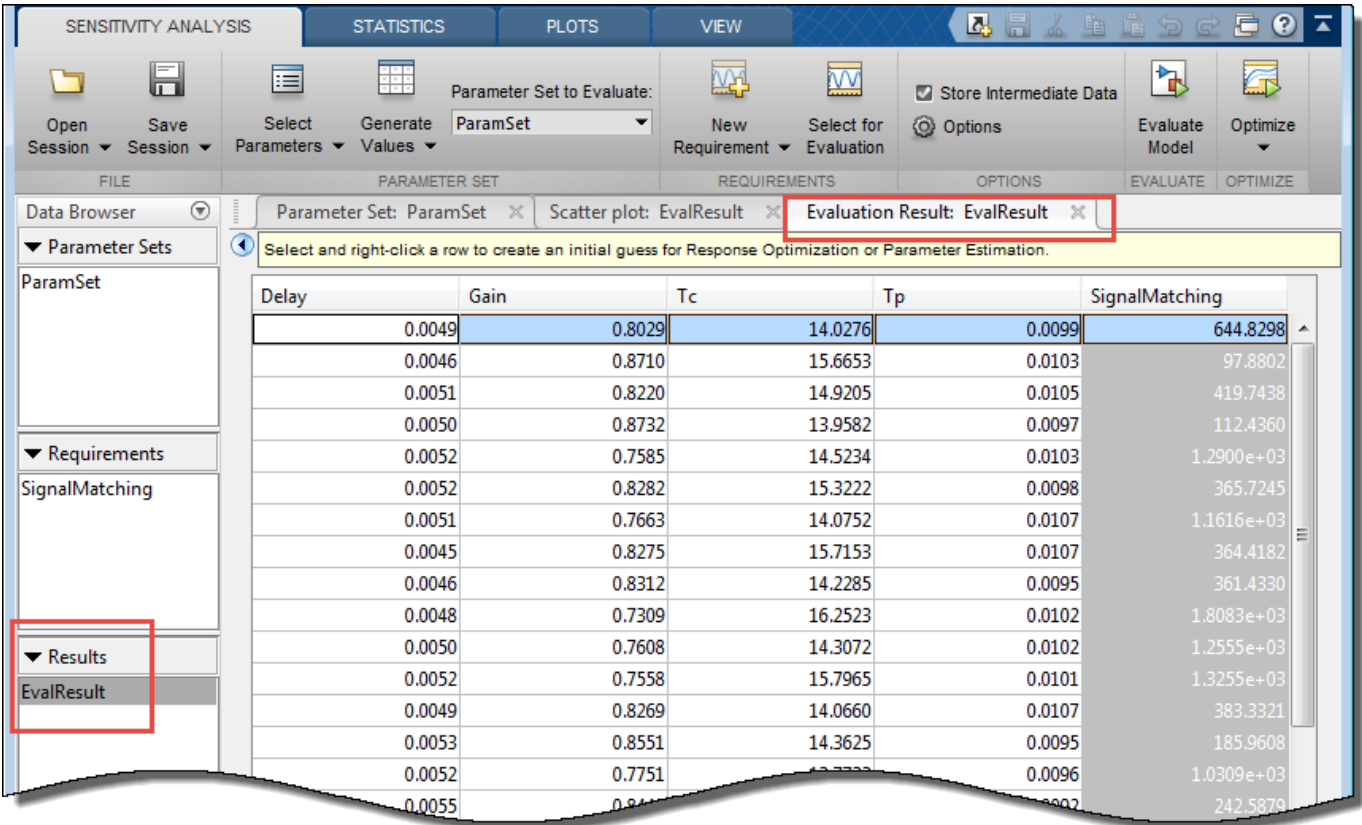 SENSITIVITY ANALYSIS STATISTICS PLOTS VIEW
Open Session Save Session
Select Parameters Generate Values
Parameter Set to Evaluate:
ParamSet
New Requirement Select for Evaluation
Store Intermediate Data
Options
Evaluate Model Optimize
FILE PARAMETER SET REQUIREMENTS OPTIONS EVALUATE OPTIMIZE
Data Browser
Parameter Sets
ParamSet
Requirements
SignalMatching
Results
EvalResult
Parameter Set: ParamSet Scatter plot: EvalResult Evaluation Result: EvalResult
Select and right-click a row to create an initial guess for Response Optimization or Parameter Estimation.
Delay Gain Tc Tp SignalMatching
0.0049 0.8029 14.0276 0.0099 644.8298
0.0046 0.8710 15.6653 0.0103 97.8802
0.0051 0.8220 14.9205 0.0105 419.7438
0.0050 0.8732 13.9582 0.0097 112.4360
0.0052 0.7585 14.5234 0.0103 1.2900e+03
0.0052 0.8282 15.3222 0.0098 365.7245
0.0051 0.7663 14.0752 0.0107 1.1616e+03
0.0045 0.8275 15.7153 0.0107 364.4182
0.0046 0.8312 14.2285 0.0095 361.4330
0.0048 0.7309 16.2523 0.0102 1.8083e+03
0.0050 0.7608 14.3072 0.0102 1.2555e+03
0.0052 0.7558 15.7965 0.0101 1.3255e+03
0.0049 0.8269 14.0660 0.0107 383.3321
0.0053 0.8551 14.3625 0.0095 185.9608
0.0052 0.7751 0.0096 1.0309e+03
0.0055 242.5879